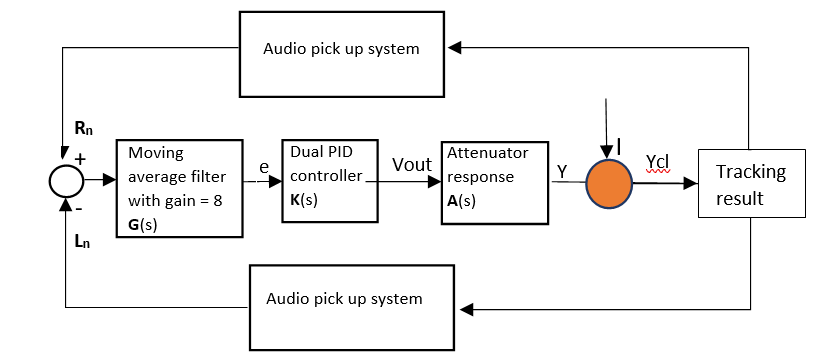 Audio pick up system
Rn
+
Moving
average filter
with gain = 8
G(s)
e
Dual PID
controller
K(s)
Vout
Attenuator
response
A(s)
Y
I
Ycl
Tracking
result
-
Ln
Audio pick up system